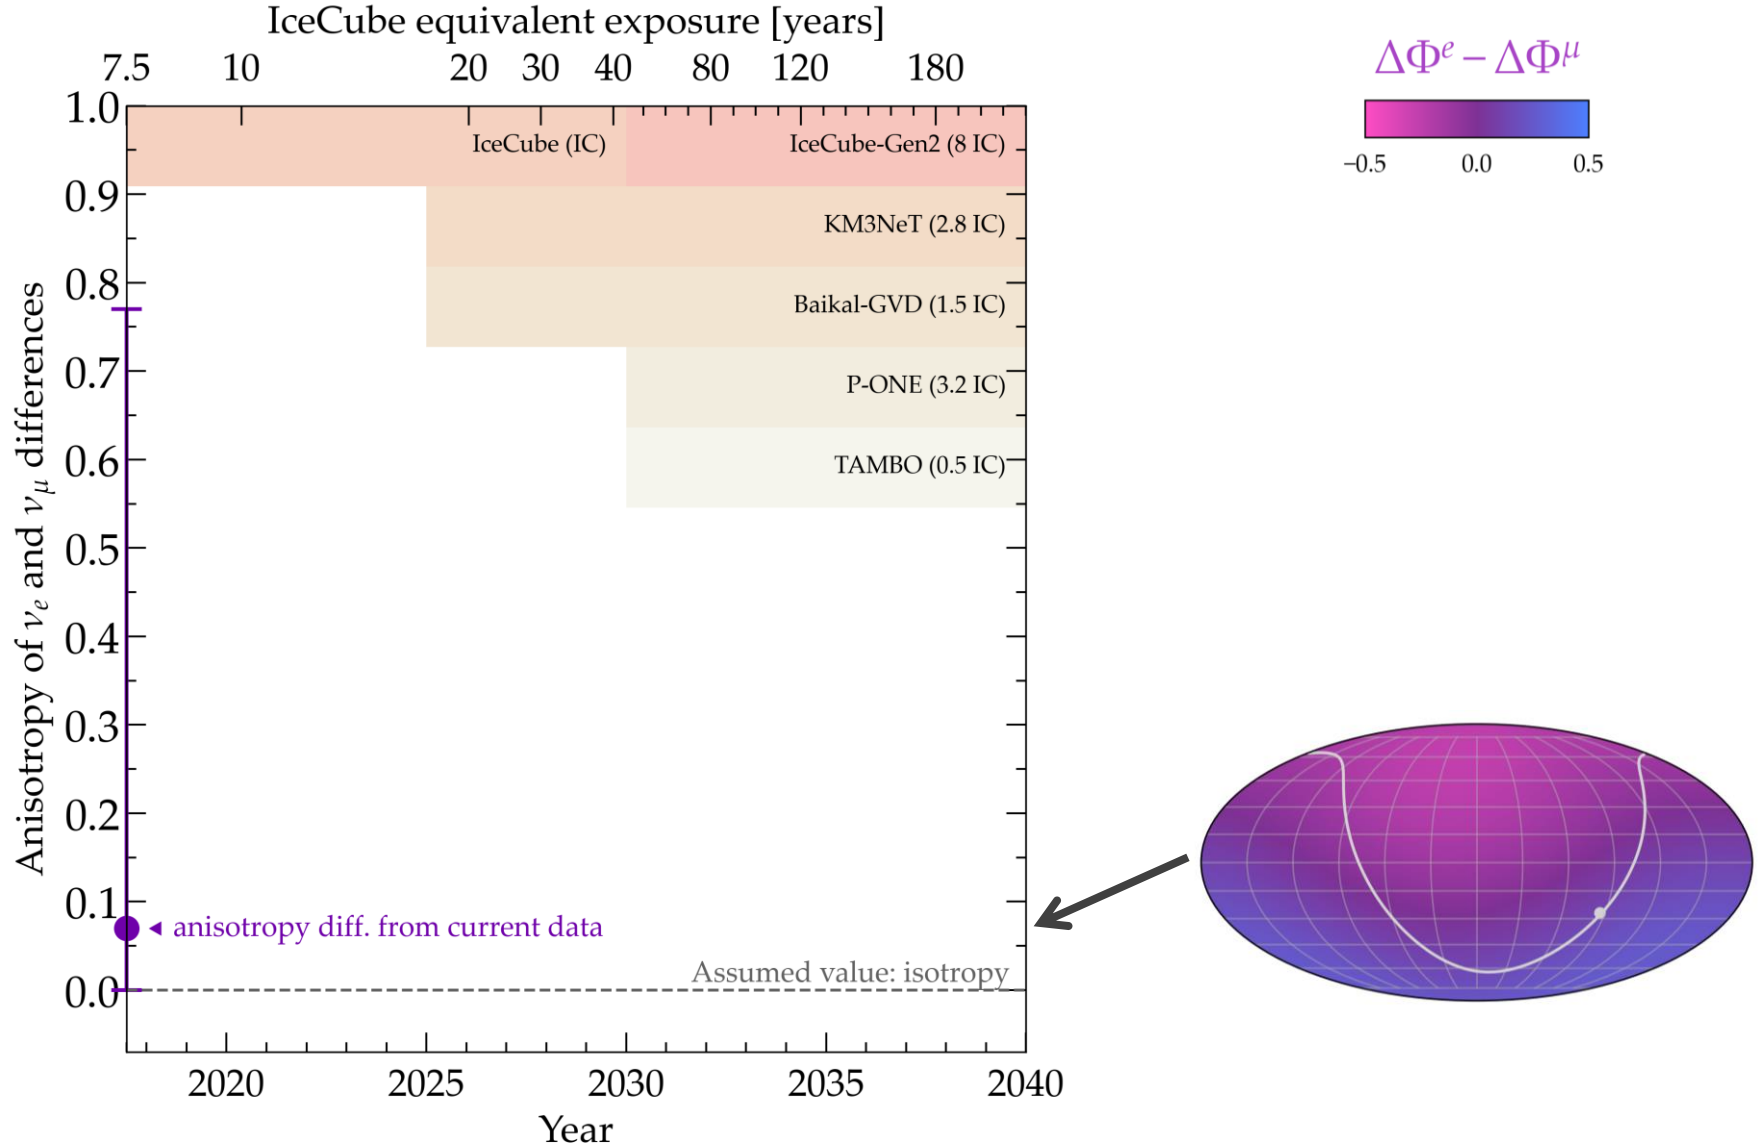 IceCube equivalent exposure [years]
7.5 10 20 30 40 80 120 180
1.0
0.9
0.8
0.7
0.6
0.5
0.4
0.3
0.2
0.1
0.0
Anisotropy of νe and νμ differences
IceCube (IC)
IceCube-Gen2 (8 IC)
KM3NeT (2.8 IC)
Baikal-GVD (1.5 IC)
P-ONE (3.2 IC)
TAMBO (0.5 IC)
◂ anisotropy diff. from current data
Assumed value: isotropy
2020 2025 2030 2035 2040
Year
ΔΦ^e – ΔΦ^μ
−0.5 0.0 0.5